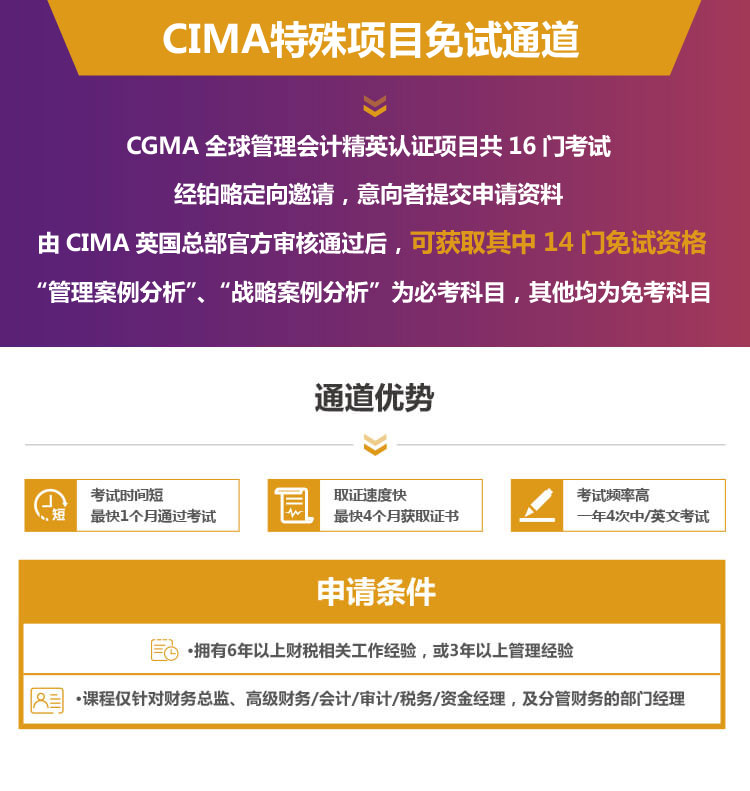 CIMA特殊项目免试通道
CGMA 全球管理会计精英认证项目共 16 门考试
经铂略定向邀请，意向者提交申请资料
由 CIMA 英国总部官方审核通过后，可获取其中 14 门免试资格
“管理案例分析”、“战略案例分析” 为必考科目，其他均为免考科目
通道优势
短
考试时间短
最快1个月通过考试
取证速度快
最快4个月获取证书
考试频率高
一年4次中/英文考试
申请条件
•拥有6年以上财税相关工作经验，或3年以上管理经验
•课程仅针对财务总监、高级财务/会计/审计/税务/资金经理，及分管财务的部门经理